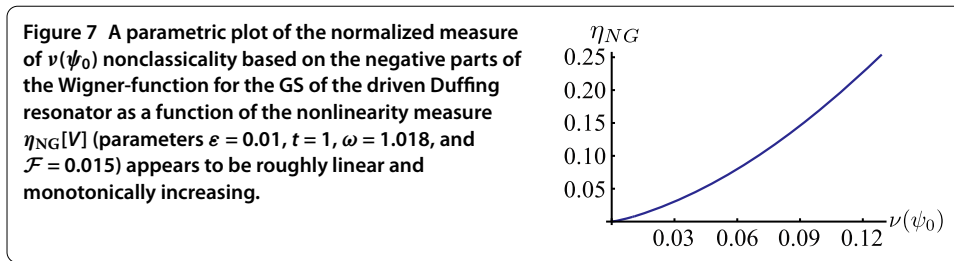 Figure 7 A parametric plot of the normalized measure
of ν(ψ₀) nonclassicality based on the negative parts of
the Wigner-function for the GS of the driven Duffing
resonator as a function of the nonlinearity measure
ηNG[V] (parameters ε = 0.01, t = 1, ω = 1.018, and
ℱ = 0.015) appears to be roughly linear and
monotonically increasing.
ηNG
0.25
0.20
0.15
0.10
0.05
0.03 0.06 0.09 0.12 ν(ψ₀)